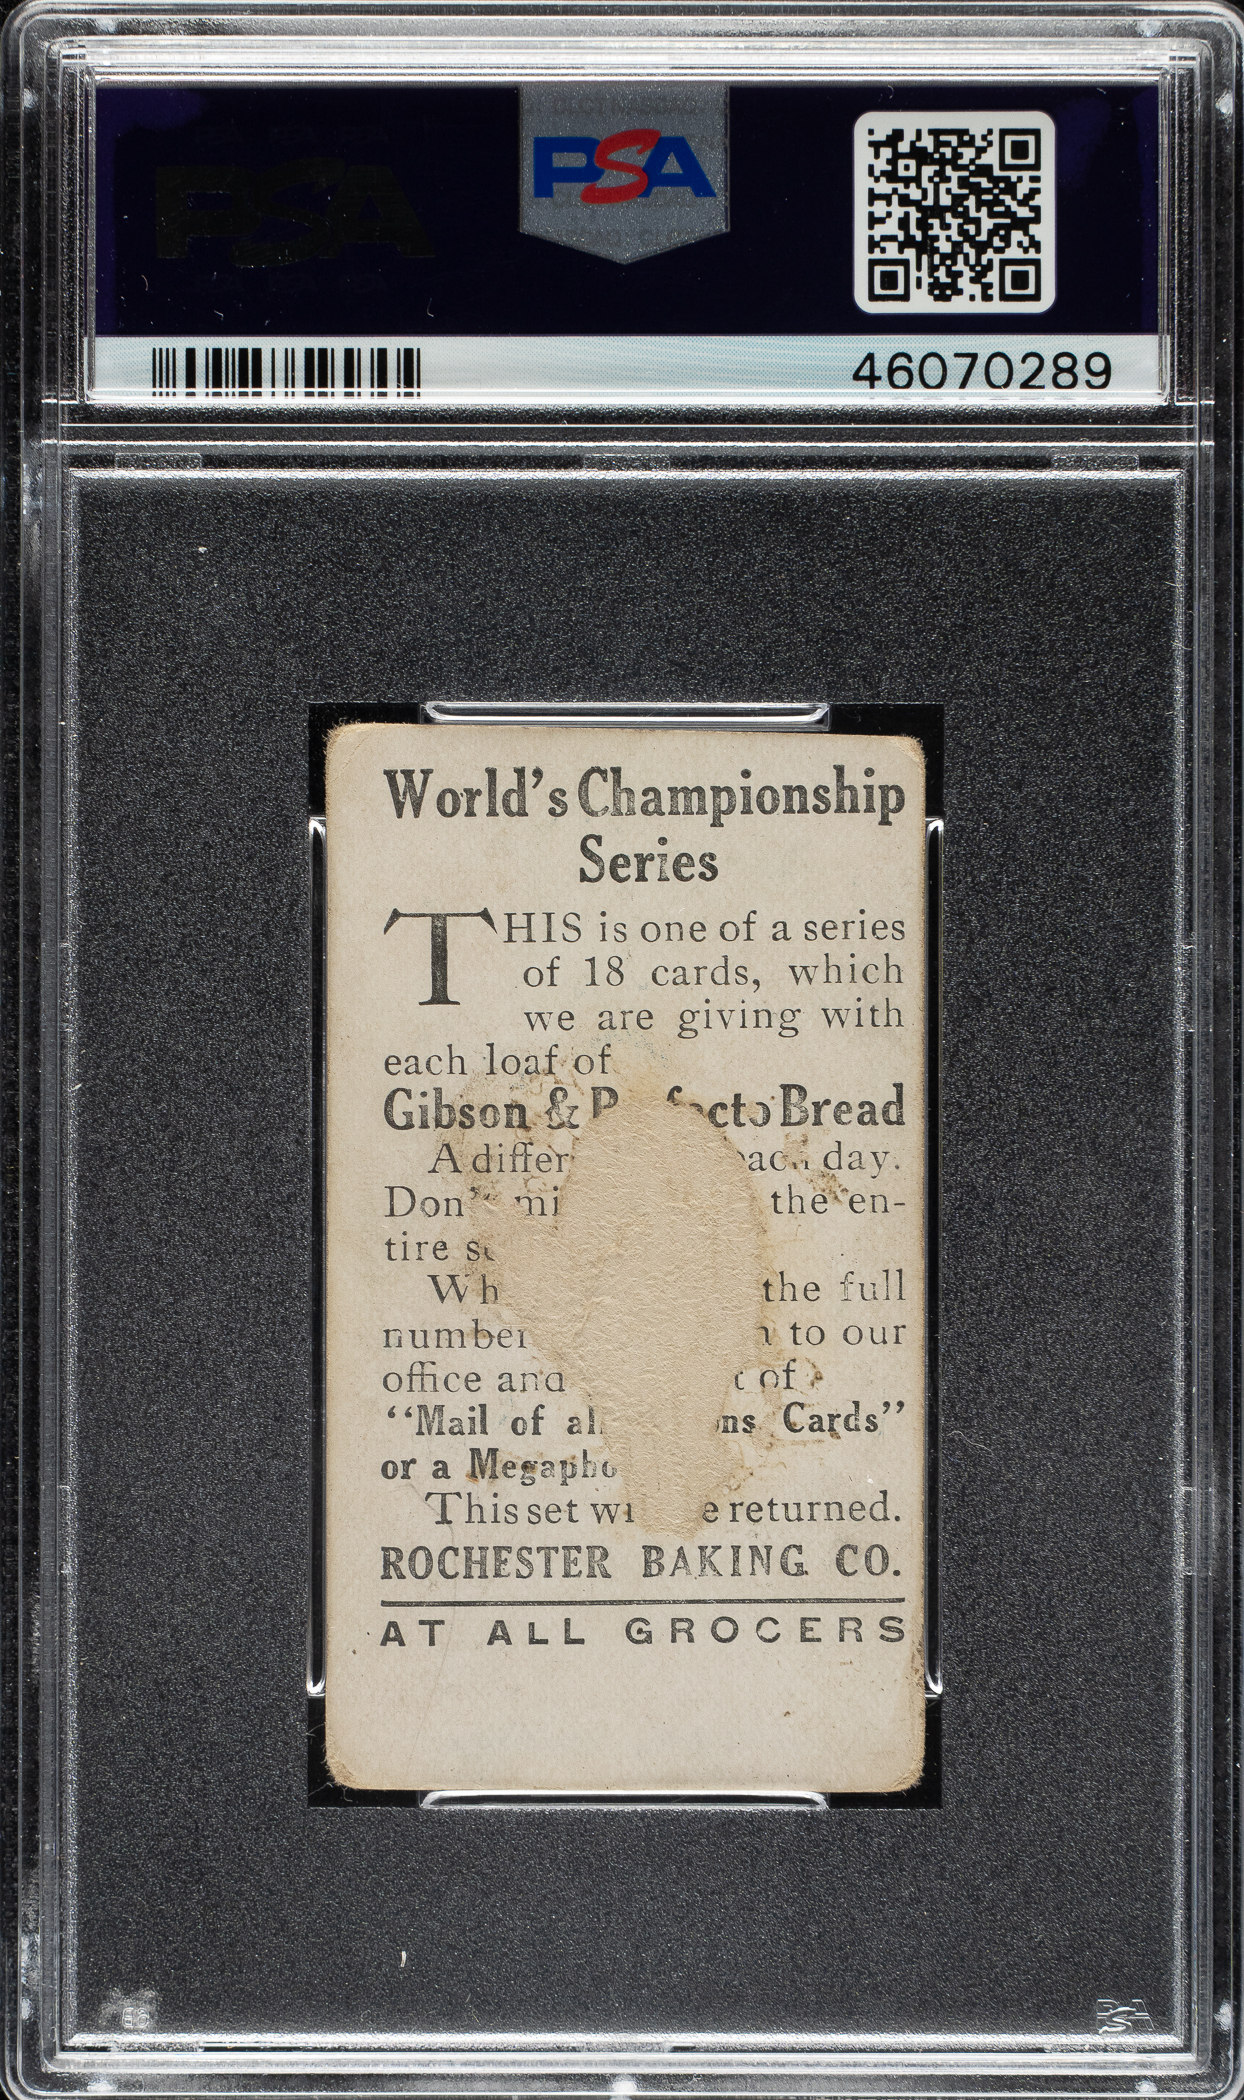 PSA
46070289
World's Championship
Series
THIS is one of a series
of 18 cards, which
we are giving with
each loaf of
Gibson & Bread
A day.
the en-
tire
the full
to our
office and of
"Mail of Cards"
or a
This set returned.
ROCHESTER BAKING CO.
AT ALL GROCERS